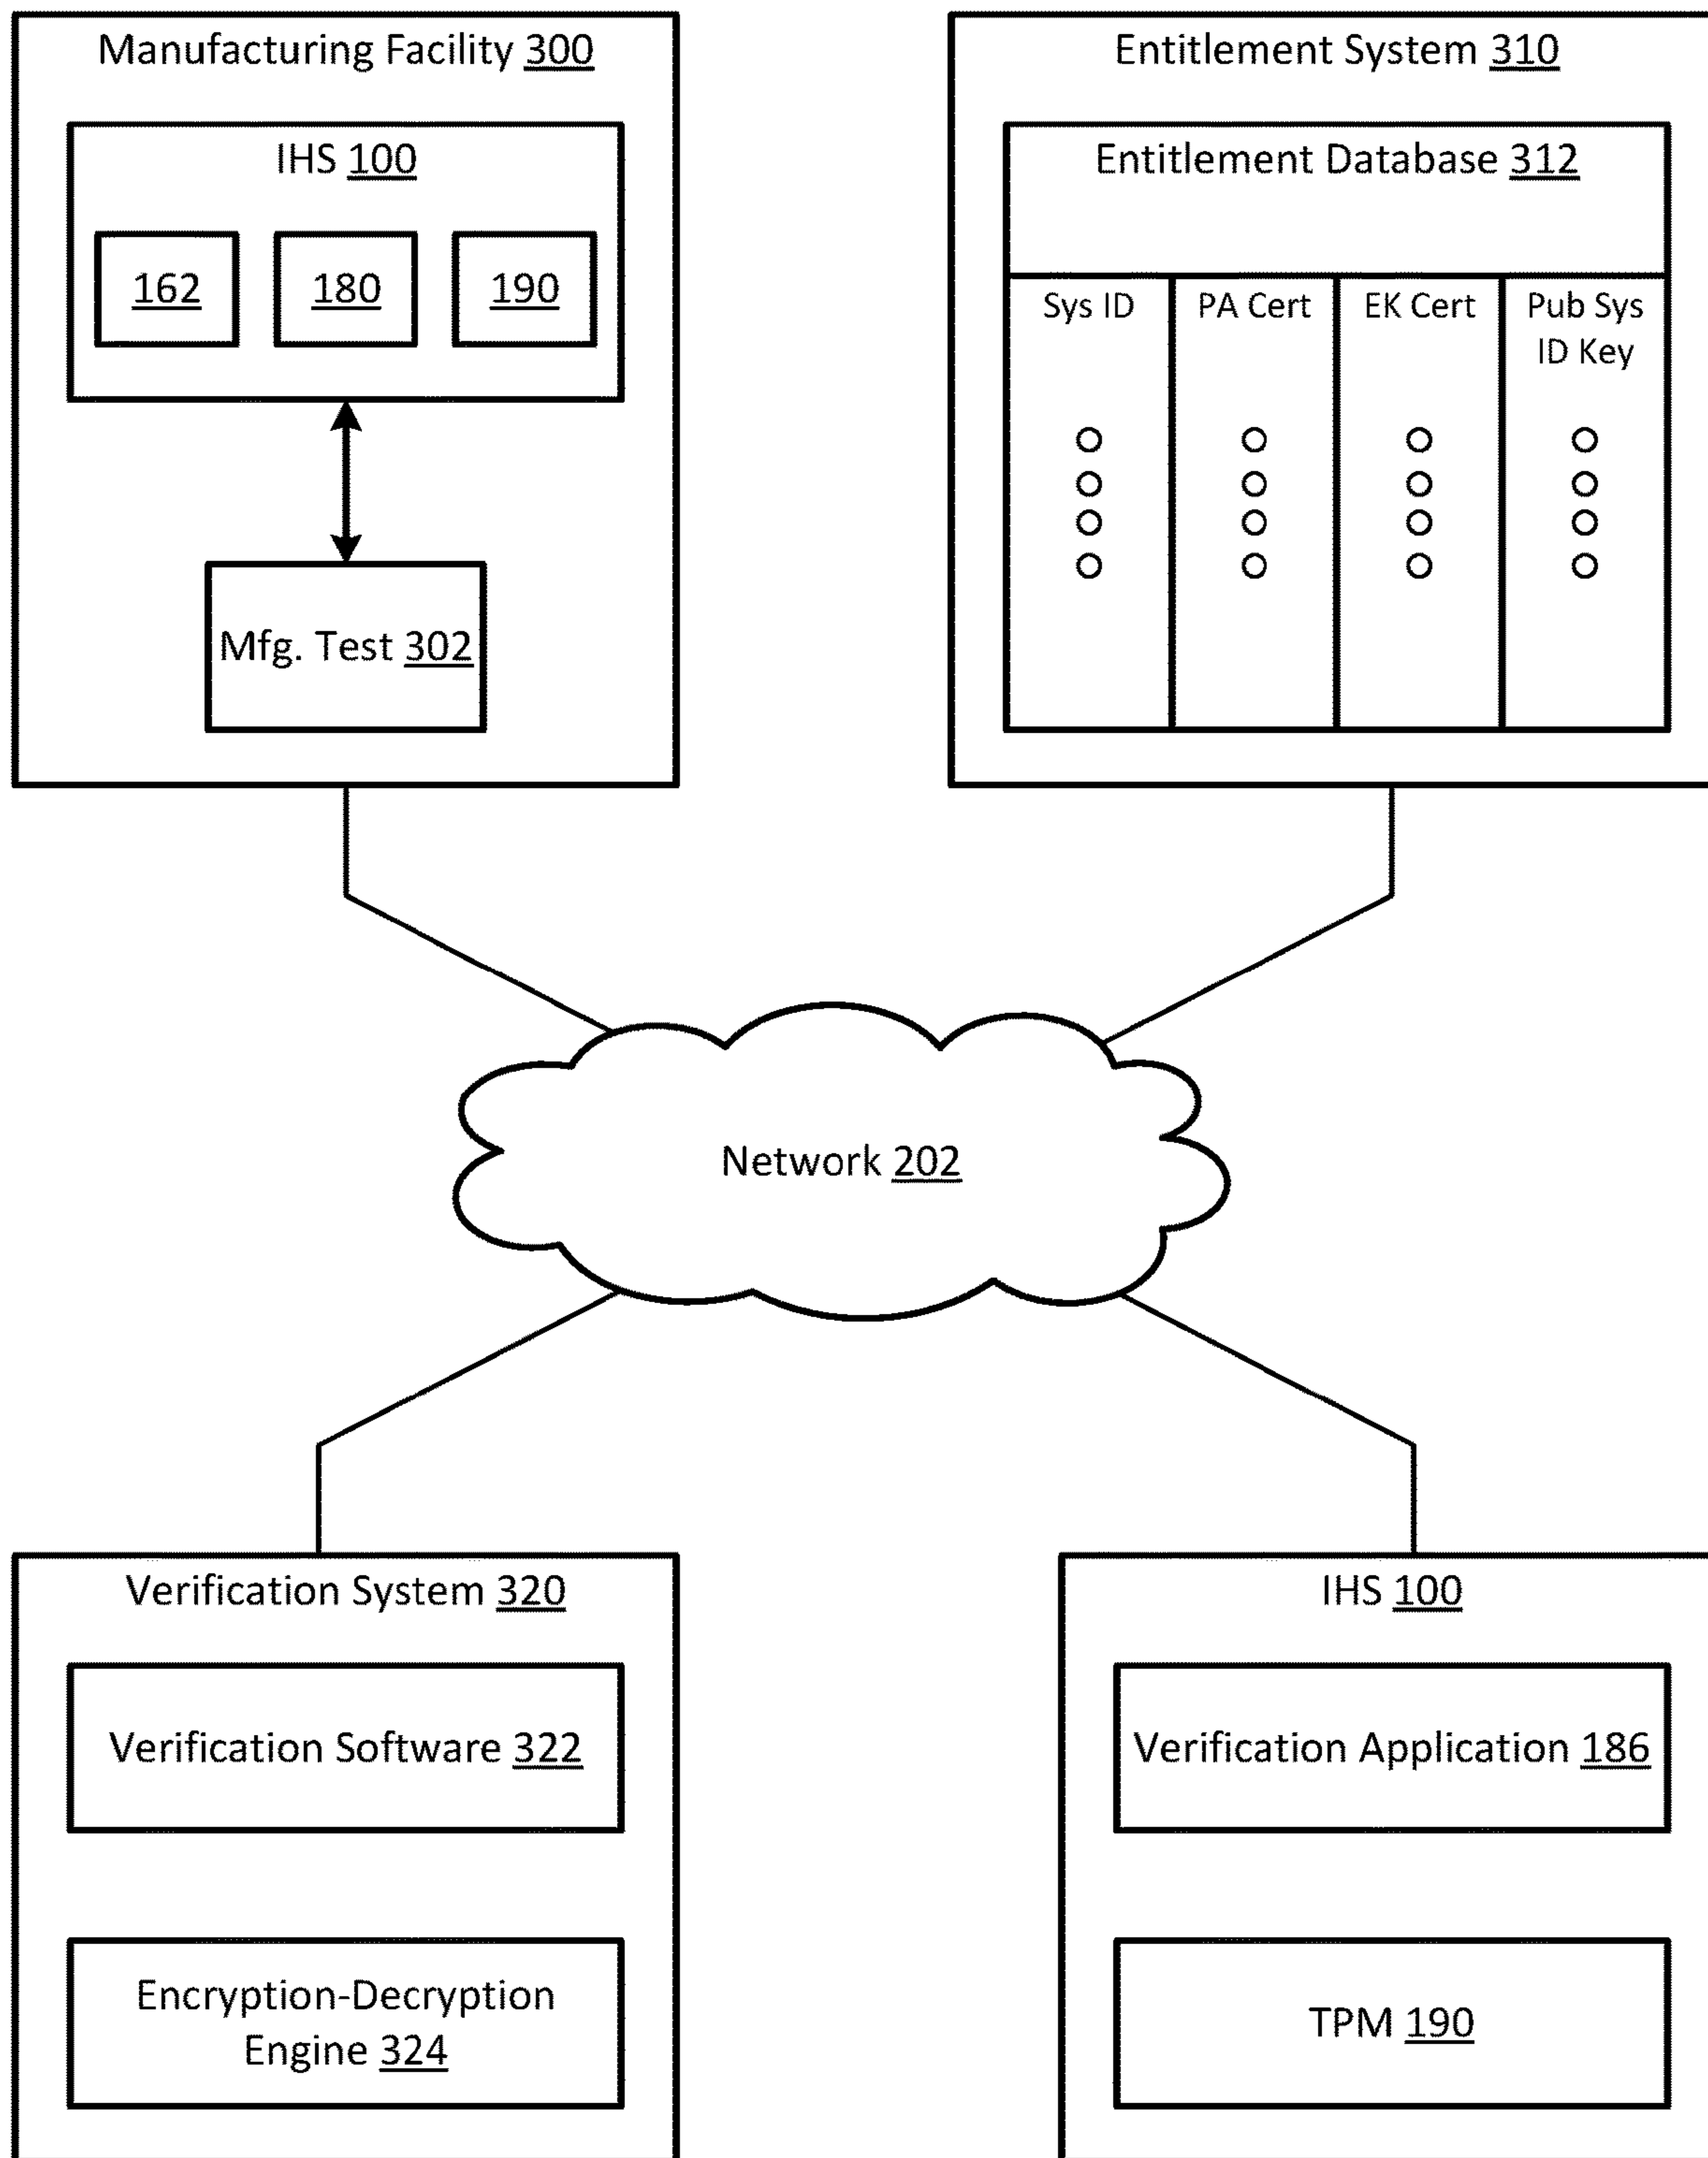 Manufacturing Facility 300
IHS 100
162
180
190
Mfg. Test 302
Entitlement System 310
Entitlement Database 312
Sys ID
PA Cert
EK Cert
Pub Sys
ID Key
Network 202
Verification System 320
Verification Software 322
Encryption-Decryption
Engine 324
IHS 100
Verification Application 186
TPM 190